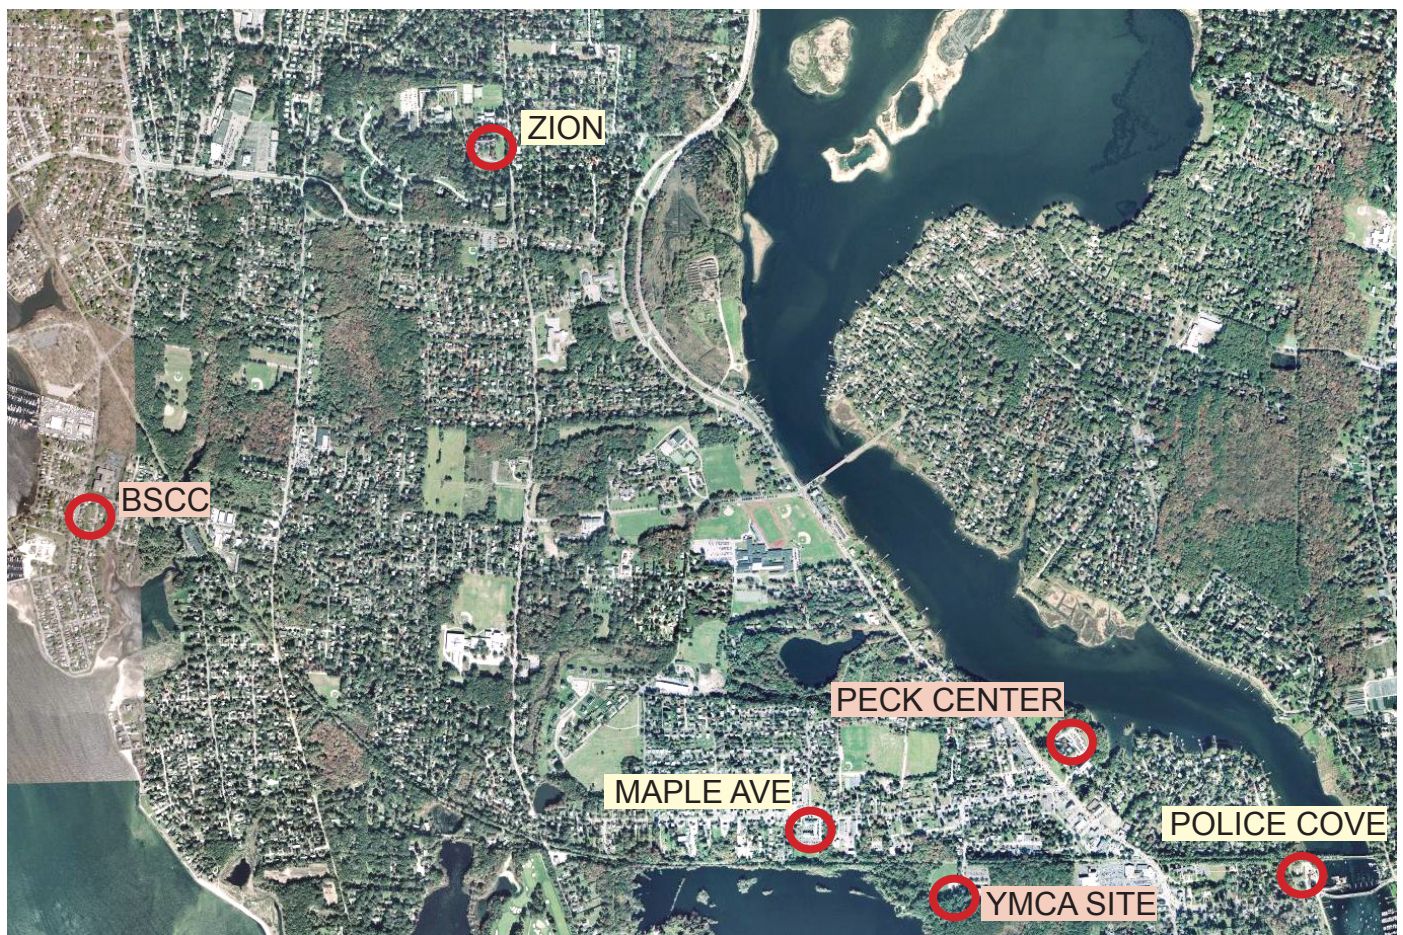 ZION
BSCC
PECK CENTER
MAPLE AVE
POLICE COVE
YMCA SITE